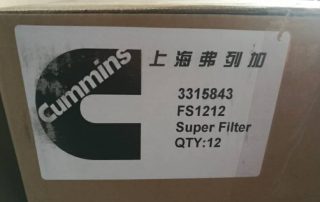 Cummins
上海弗列加
3315843
FS1212
Super Filter
QTY:12